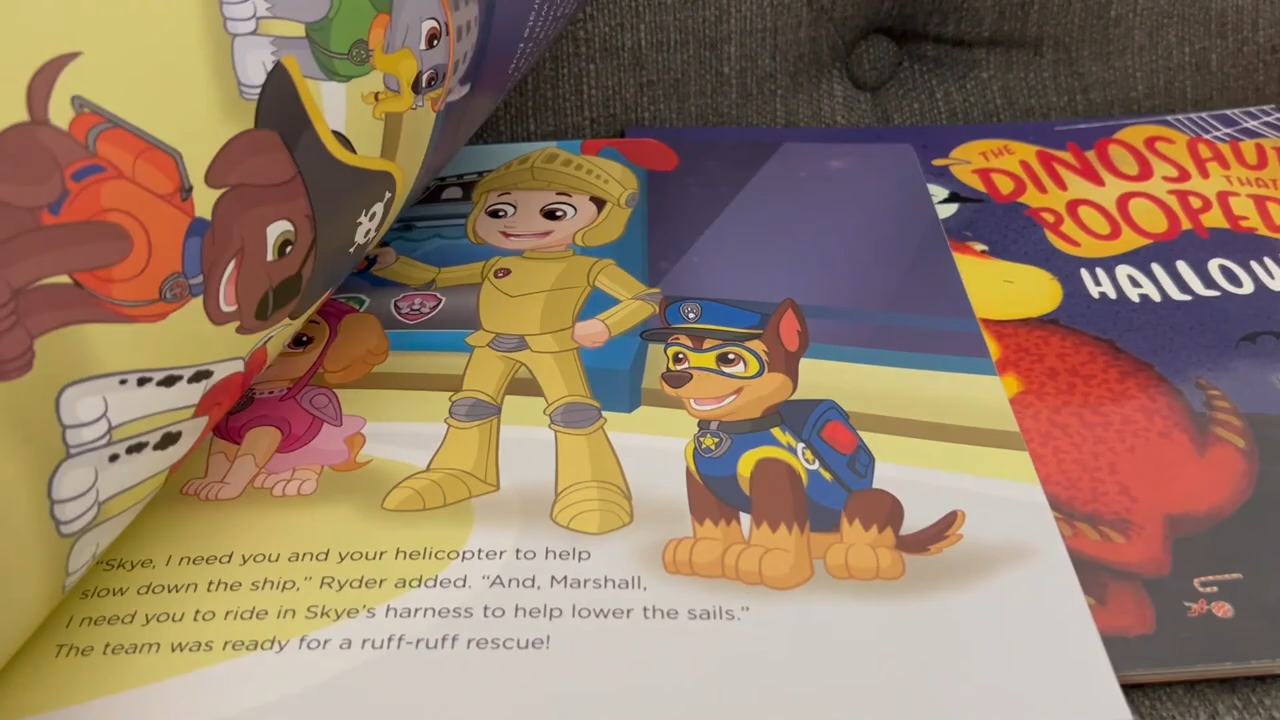 "Skye, I need you and your helicopter to help
slow down the ship," Ryder added. "And, Marshall,
I need you to ride in Skye's harness to help lower the sails."
The team was ready for a ruff-ruff rescue!
THE
DINOSAU
THAT
POOPED
HALLOW